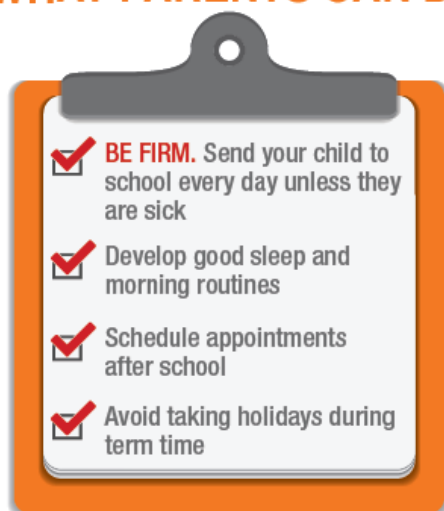 BE FIRM. Send your child to
school every day unless they
are sick
Develop good sleep and
morning routines
Schedule appointments
after school
Avoid taking holidays during
term time